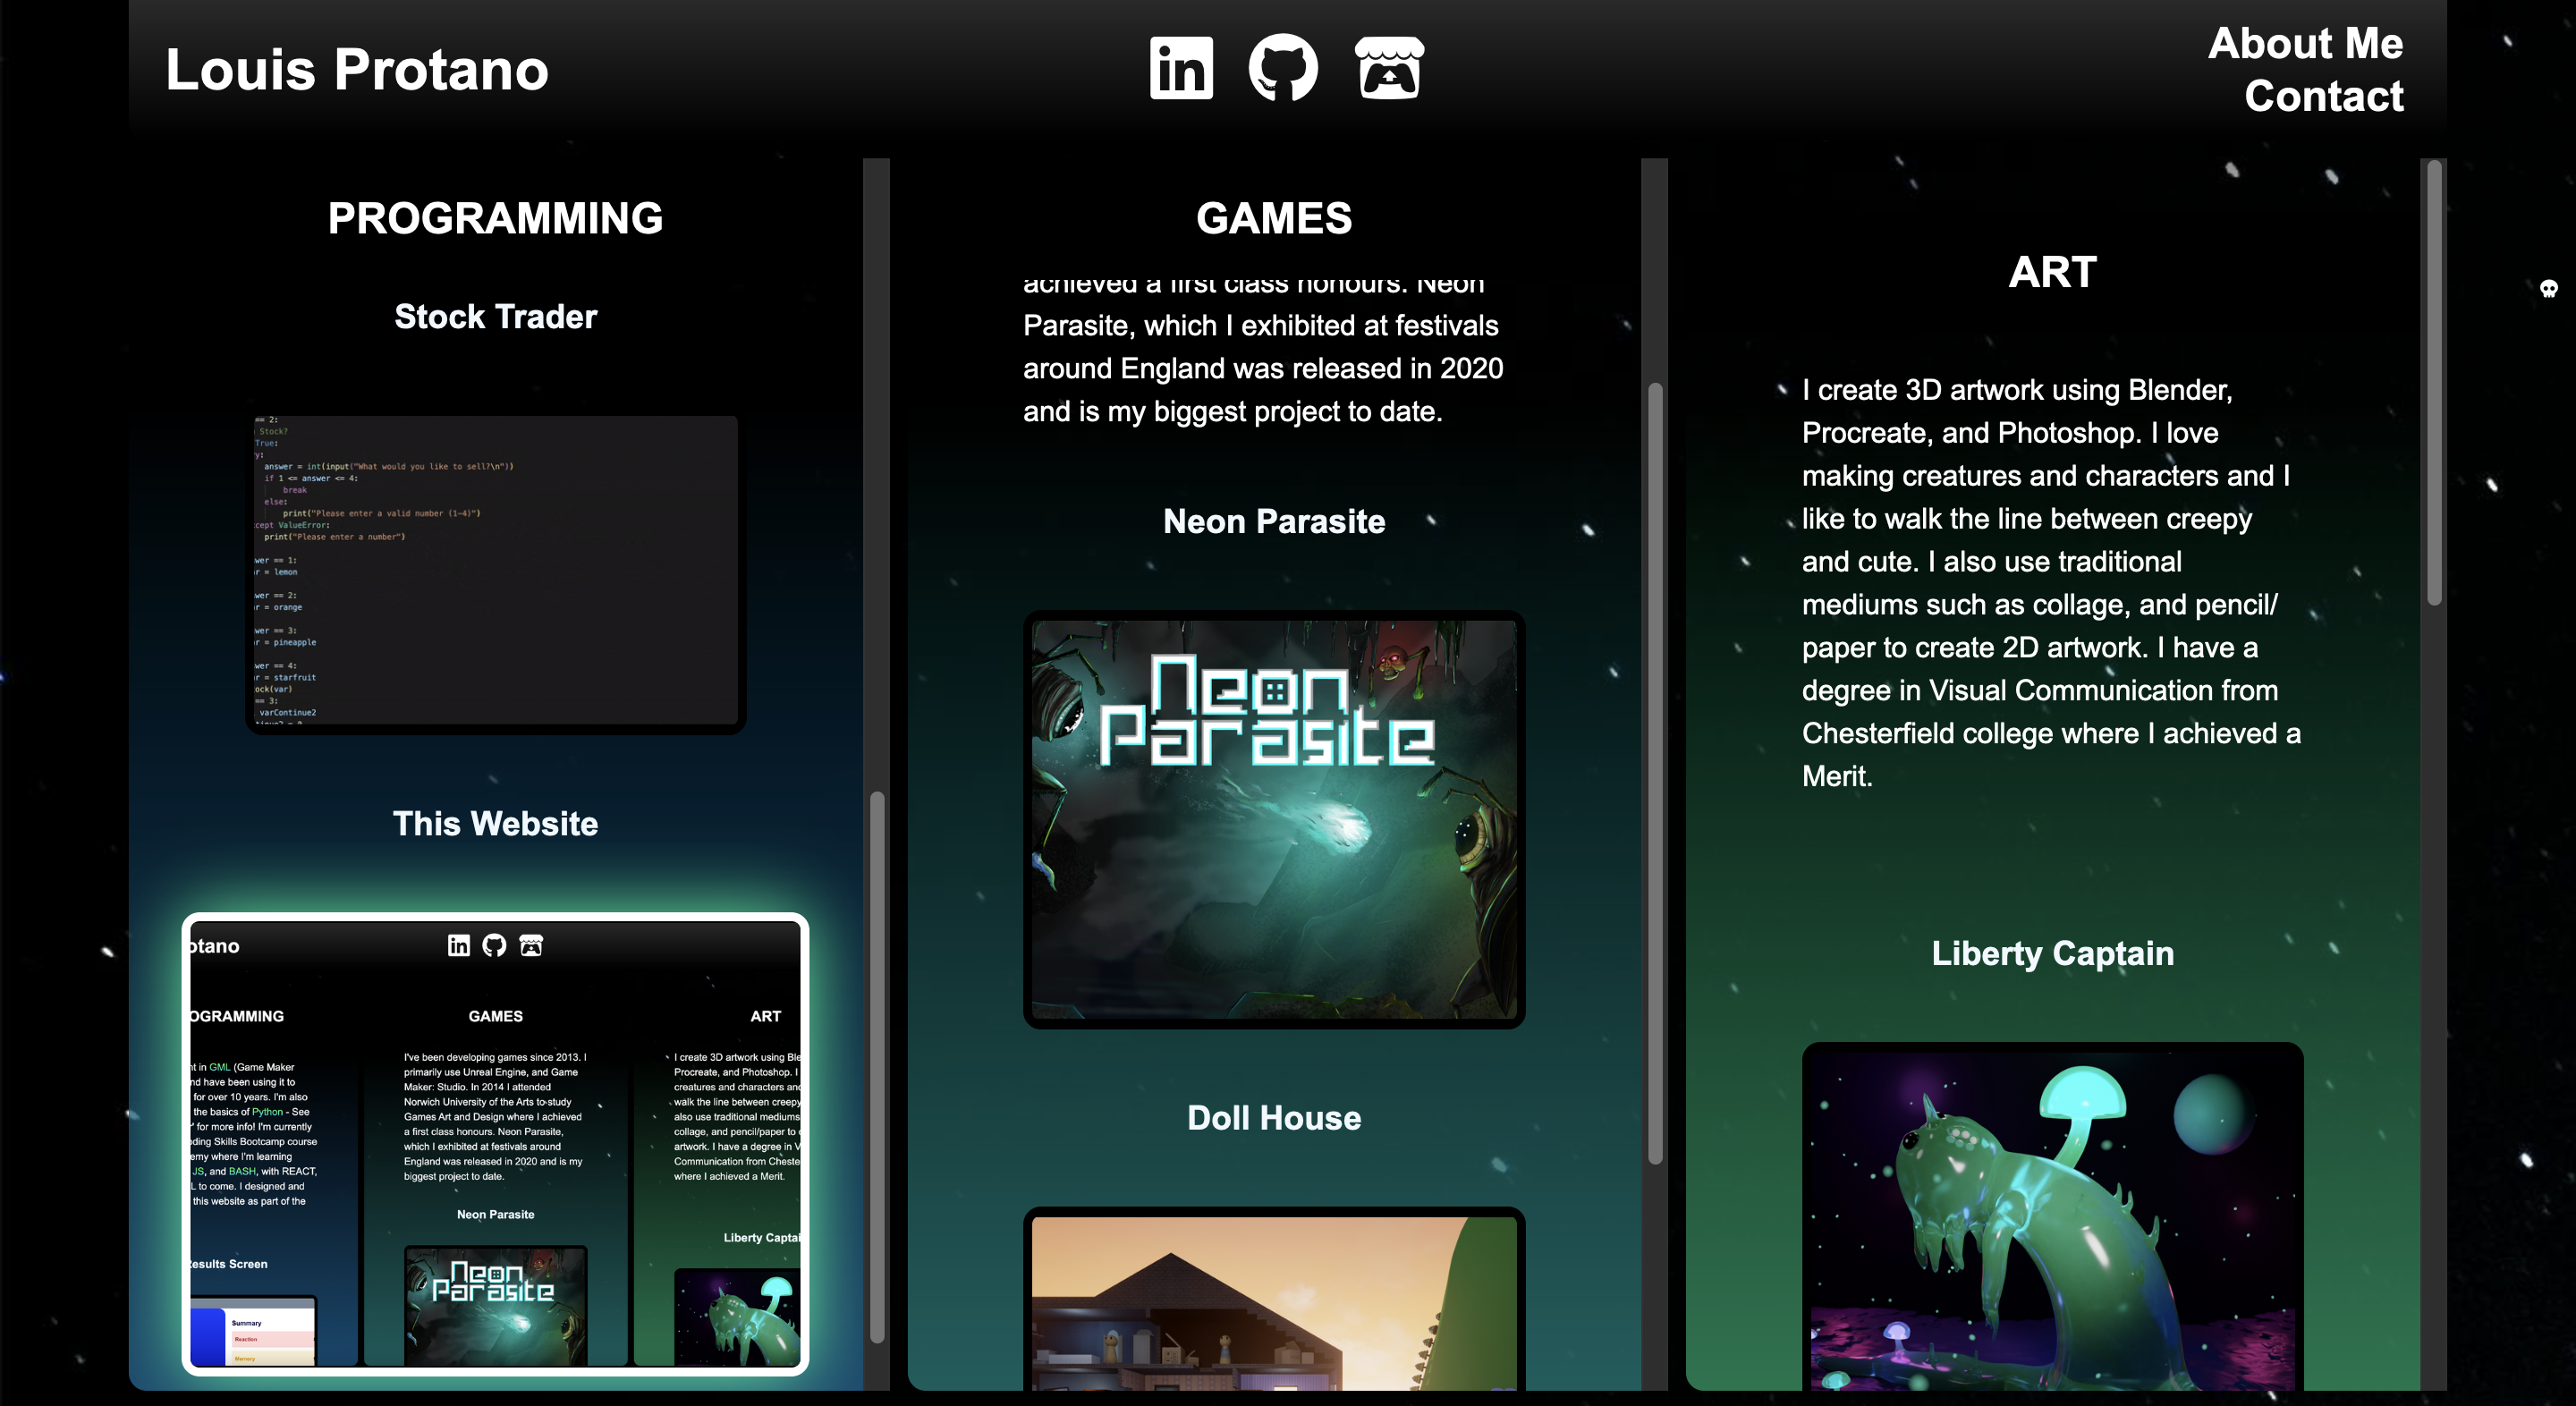 Louis Protano
in
About Me
Contact
PROGRAMMING
Stock Trader
== 2:
Stock?
True:
y:
answer = int(input("What would you like to sell?\n"))
if 1 <= answer <= 4:
break
else:
print("Please enter a valid number (1-4)")
cept ValueError:
print("Please enter a number")
wer == 1:
r = lemon
wer == 2:
r = orange
wer == 3:
r = pineapple
wer == 4:
r = starfruit
ock(var)
== 3:
varContinue2
This Website
otano
in
OGRAMMING
GAMES
ART
nt in GML (Game Maker
nd have been using it to
for over 10 years. I'm also
the basics of Python - See
r' for more info! I'm currently
ding Skills Bootcamp course
emy where I'm learning
JS, and BASH, with REACT,
L to come. I designed and
this website as part of the
Results Screen
Summary
Reaction
Memory
I've been developing games since 2013. I
primarily use Unreal Engine, and Game
Maker: Studio. In 2014 I attended
Norwich University of the Arts to study
Games Art and Design where I achieved
a first class honours. Neon Parasite,
which I exhibited at festivals around
England was released in 2020 and is my
biggest project to date.
Neon Parasite
Neon
Parasite
I create 3D artwork using Ble
Procreate, and Photoshop. I
creatures and characters and
walk the line between creepy
also use traditional mediums
collage, and pencil/paper to
artwork. I have a degree in V
Communication from Cheste
where I achieved a Merit.
Liberty Captai
GAMES
achieved a first class honours. Neon
Parasite, which I exhibited at festivals
around England was released in 2020
and is my biggest project to date.
Neon Parasite
Neon
Parasite
Doll House
ART
I create 3D artwork using Blender,
Procreate, and Photoshop. I love
making creatures and characters and I
like to walk the line between creepy
and cute. I also use traditional
mediums such as collage, and pencil/
paper to create 2D artwork. I have a
degree in Visual Communication from
Chesterfield college where I achieved a
Merit.
Liberty Captain